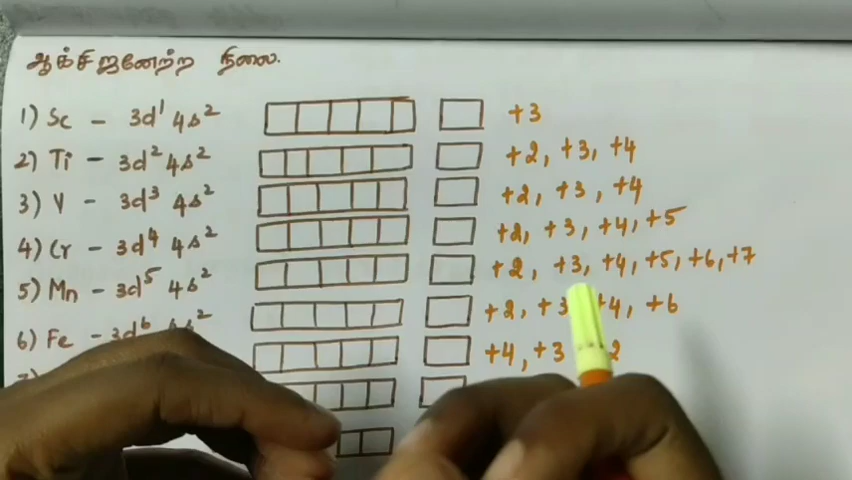 ஆக்சிஜனேற்ற நிலை.
1) Sc – 3d¹ 4s² +3
2) Ti – 3d² 4s² +2, +3, +4
3) V – 3d³ 4s² +2, +3, +4
4) Cr – 3d⁴ 4s² +2, +3, +4, +5
5) Mn – 3d⁵ 4s² +2, +3, +4, +5, +6, +7
6) Fe – 3d⁶ +2, +3 +4, +6
+4, +3 2